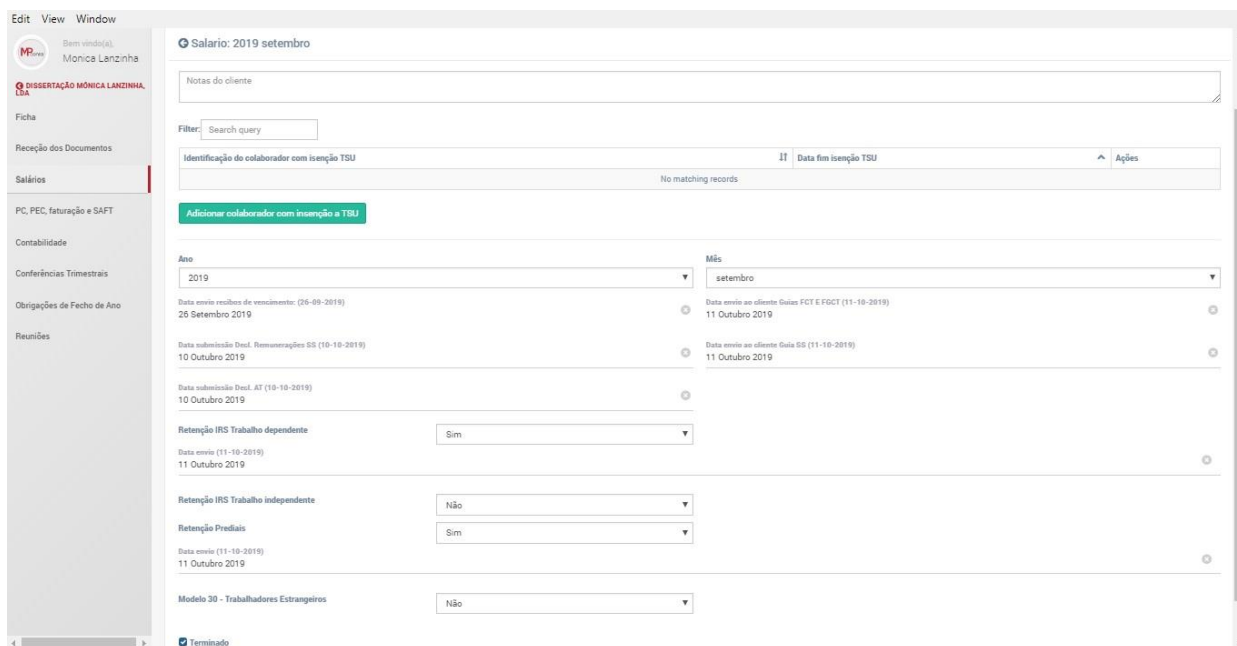 Edit View Window
MP
Bem vindo(a),
Monica Lanzinha
DISSERTAÇÃO MÓNICA LANZINHA, LDA
Ficha
Receção dos Documentos
Salários
PC, PEC, faturação e SAFT
Contabilidade
Conferências Trimestrais
Obrigações de Fecho de Ano
Reuniões
Salario: 2019 setembro
Notas do cliente
Filter: Search query
Identificação do colaborador com isenção TSU Data fim isenção TSU Ações
No matching records
Adicionar colaborador com insenção a TSU
Ano Mês
2019 setembro
Data envio recibos de vencimento: (26-09-2019) Data envio ao cliente Guias FCT E FGCT (11-10-2019)
26 Setembro 2019 11 Outubro 2019
Data submissão Decl. Remunerações SS (10-10-2019) Data envio ao cliente Guia SS (11-10-2019)
10 Outubro 2019 11 Outubro 2019
Data submissão Decl. AT (10-10-2019)
10 Outubro 2019
Retenção IRS Trabalho dependente Sim
Data envio (11-10-2019)
11 Outubro 2019
Retenção IRS Trabalho independente Não
Retenção Prediais Sim
Data envio (11-10-2019)
11 Outubro 2019
Modelo 30 - Trabalhadores Estrangeiros Não
Terminado